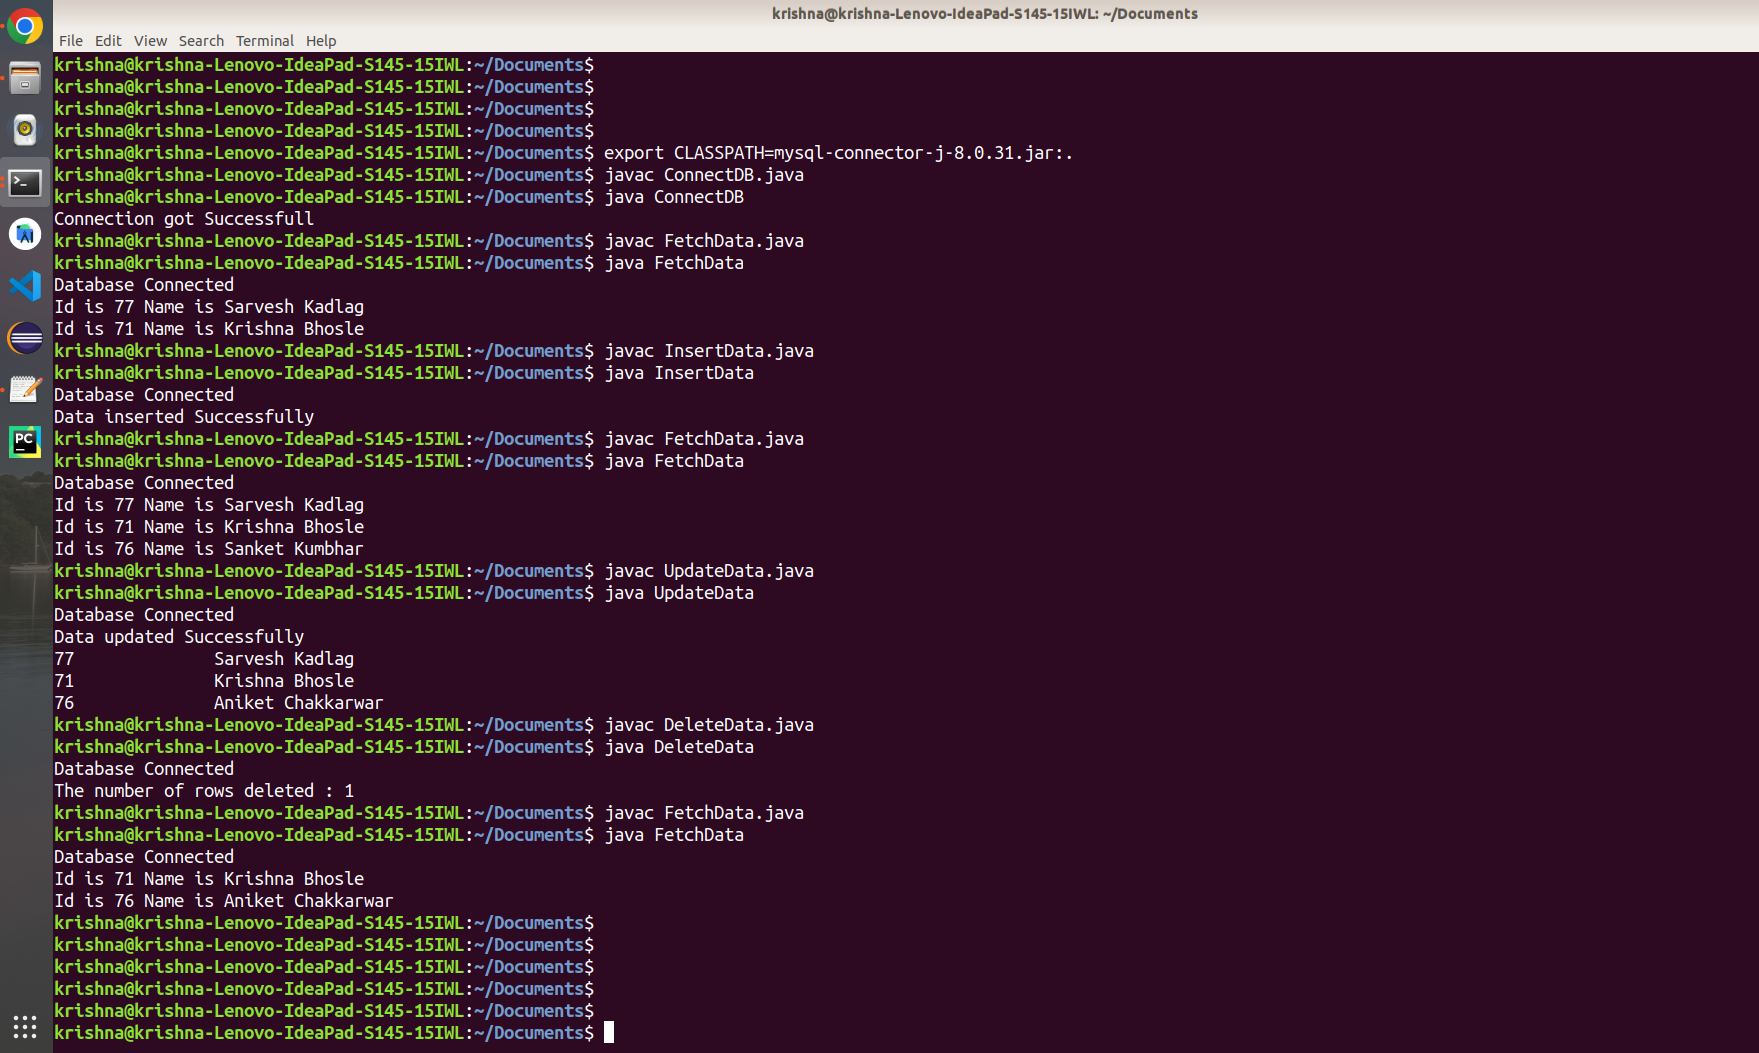 krishna@krishna-Lenovo-IdeaPad-S145-15IWL: ~/Documents
File Edit View Search Terminal Help
krishna@krishna-Lenovo-IdeaPad-S145-15IWL:~/Documents$
krishna@krishna-Lenovo-IdeaPad-S145-15IWL:~/Documents$
krishna@krishna-Lenovo-IdeaPad-S145-15IWL:~/Documents$
krishna@krishna-Lenovo-IdeaPad-S145-15IWL:~/Documents$
krishna@krishna-Lenovo-IdeaPad-S145-15IWL:~/Documents$ export CLASSPATH=mysql-connector-j-8.0.31.jar:.
krishna@krishna-Lenovo-IdeaPad-S145-15IWL:~/Documents$ javac ConnectDB.java
krishna@krishna-Lenovo-IdeaPad-S145-15IWL:~/Documents$ java ConnectDB
Connection got Successfull
krishna@krishna-Lenovo-IdeaPad-S145-15IWL:~/Documents$ javac FetchData.java
krishna@krishna-Lenovo-IdeaPad-S145-15IWL:~/Documents$ java FetchData
Database Connected
Id is 77 Name is Sarvesh Kadlag
Id is 71 Name is Krishna Bhosle
krishna@krishna-Lenovo-IdeaPad-S145-15IWL:~/Documents$ javac InsertData.java
krishna@krishna-Lenovo-IdeaPad-S145-15IWL:~/Documents$ java InsertData
Database Connected
Data inserted Successfully
krishna@krishna-Lenovo-IdeaPad-S145-15IWL:~/Documents$ javac FetchData.java
krishna@krishna-Lenovo-IdeaPad-S145-15IWL:~/Documents$ java FetchData
Database Connected
Id is 77 Name is Sarvesh Kadlag
Id is 71 Name is Krishna Bhosle
Id is 76 Name is Sanket Kumbhar
krishna@krishna-Lenovo-IdeaPad-S145-15IWL:~/Documents$ javac UpdateData.java
krishna@krishna-Lenovo-IdeaPad-S145-15IWL:~/Documents$ java UpdateData
Database Connected
Data updated Successfully
77 Sarvesh Kadlag
71 Krishna Bhosle
76 Aniket Chakkarwar
krishna@krishna-Lenovo-IdeaPad-S145-15IWL:~/Documents$ javac DeleteData.java
krishna@krishna-Lenovo-IdeaPad-S145-15IWL:~/Documents$ java DeleteData
Database Connected
The number of rows deleted : 1
krishna@krishna-Lenovo-IdeaPad-S145-15IWL:~/Documents$ javac FetchData.java
krishna@krishna-Lenovo-IdeaPad-S145-15IWL:~/Documents$ java FetchData
Database Connected
Id is 71 Name is Krishna Bhosle
Id is 76 Name is Aniket Chakkarwar
krishna@krishna-Lenovo-IdeaPad-S145-15IWL:~/Documents$
krishna@krishna-Lenovo-IdeaPad-S145-15IWL:~/Documents$
krishna@krishna-Lenovo-IdeaPad-S145-15IWL:~/Documents$
krishna@krishna-Lenovo-IdeaPad-S145-15IWL:~/Documents$
krishna@krishna-Lenovo-IdeaPad-S145-15IWL:~/Documents$
krishna@krishna-Lenovo-IdeaPad-S145-15IWL:~/Documents$
>_
AI
PC